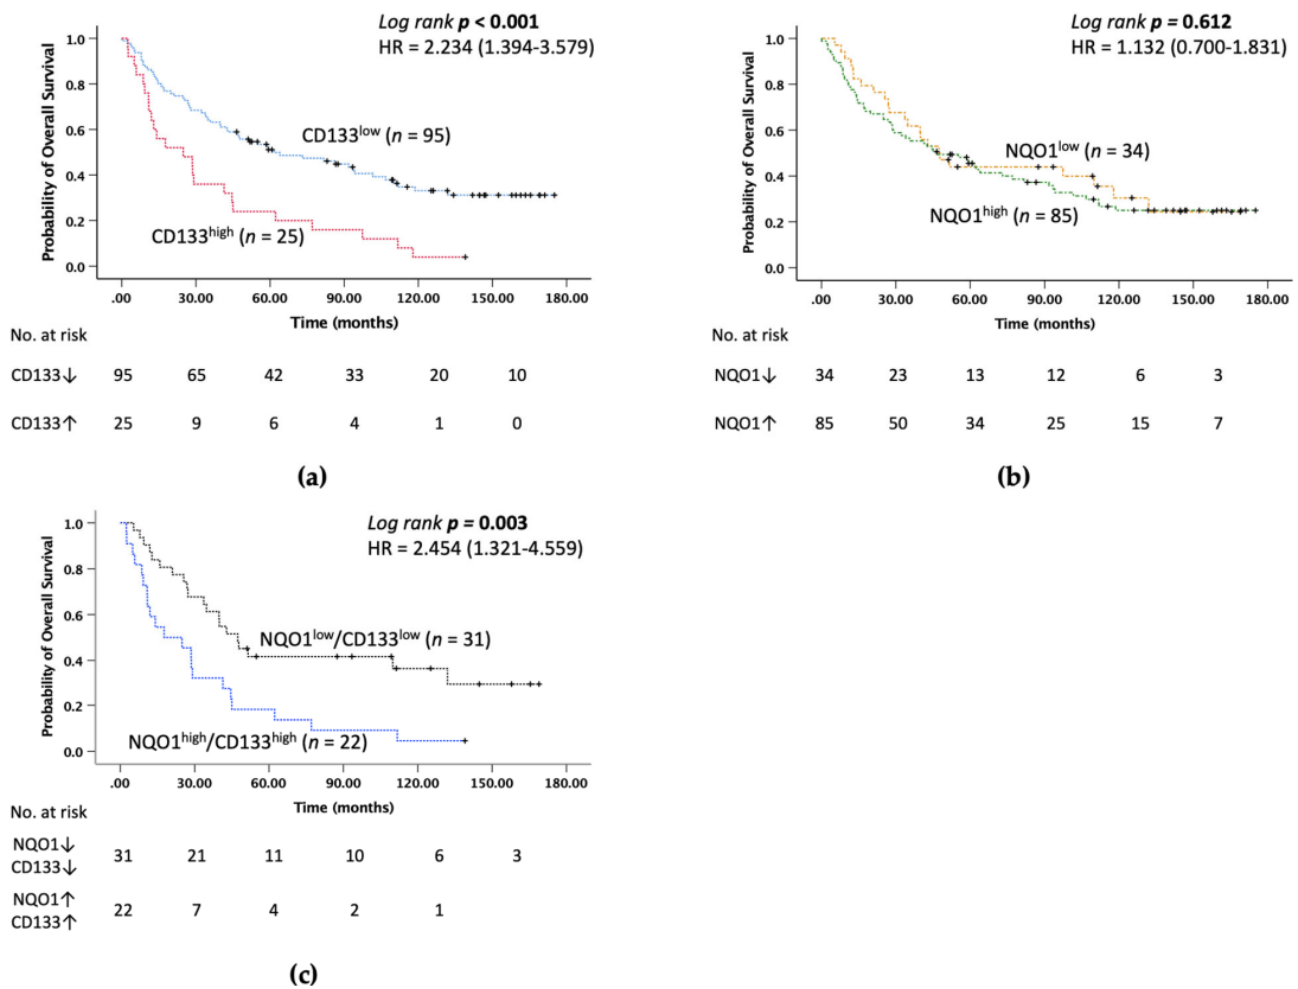 Log rank p < 0.001
HR = 2.234 (1.394-3.579)
Probability of Overall Survival
1.0
0.8
0.6
0.4
0.2
0.0
CD133low (n = 95)
CD133high (n = 25)
.00 30.00 60.00 90.00 120.00 150.00 180.00
Time (months)
No. at risk
CD133↓ 95 65 42 33 20 10
CD133↑ 25 9 6 4 1 0
(a)
Log rank p = 0.612
HR = 1.132 (0.700-1.831)
Probability of Overall Survival
1.0
0.8
0.6
0.4
0.2
0.0
NQO1low (n = 34)
NQO1high (n = 85)
.00 30.00 60.00 90.00 120.00 150.00 180.00
Time (months)
No. at risk
NQO1↓ 34 23 13 12 6 3
NQO1↑ 85 50 34 25 15 7
(b)
Log rank p = 0.003
HR = 2.454 (1.321-4.559)
Probability of Overall Survival
1.0
0.8
0.6
0.4
0.2
0.0
NQO1low/CD133low (n = 31)
NQO1high/CD133high (n = 22)
.00 30.00 60.00 90.00 120.00 150.00 180.00
Time (months)
No. at risk
NQO1↓
CD133↓ 31 21 11 10 6 3
NQO1↑
CD133↑ 22 7 4 2 1
(c)